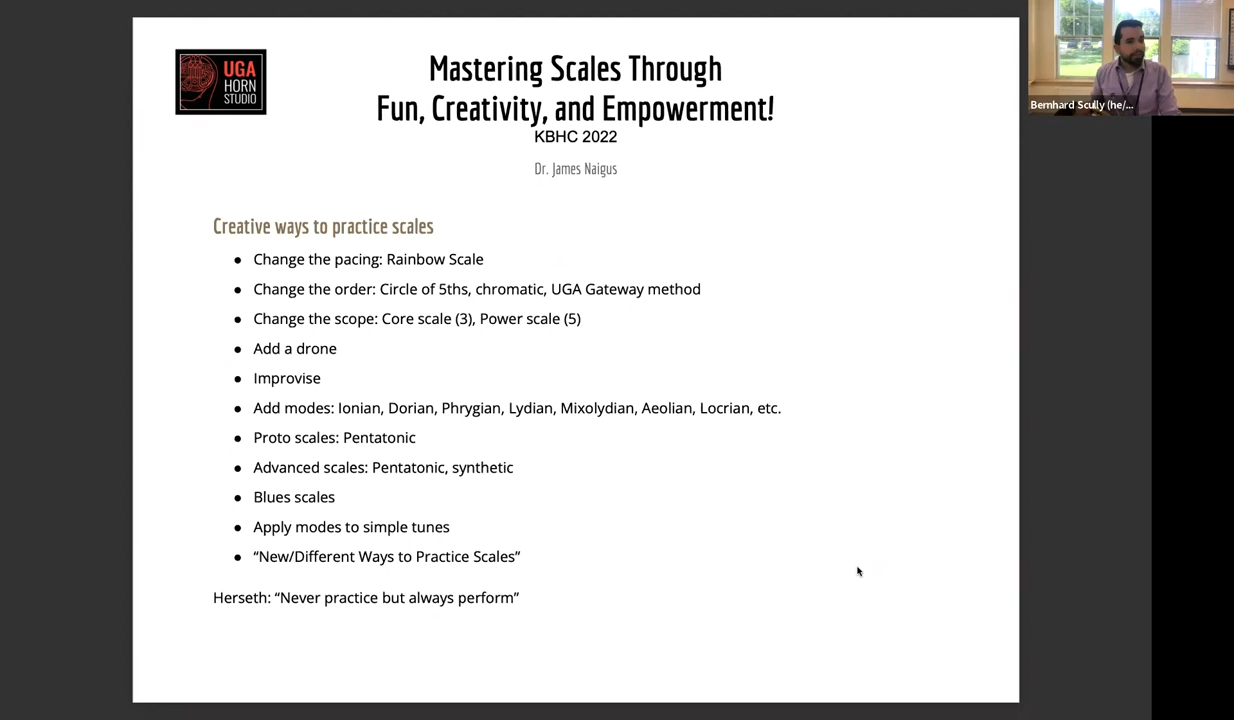 UGA
HORN
STUDIO
Mastering Scales Through
Fun, Creativity, and Empowerment!
KBHC 2022
Dr. James Naigus
Bernhard Scully (he/...
Creative ways to practice scales
● Change the pacing: Rainbow Scale
● Change the order: Circle of 5ths, chromatic, UGA Gateway method
● Change the scope: Core scale (3), Power scale (5)
● Add a drone
● Improvise
● Add modes: Ionian, Dorian, Phrygian, Lydian, Mixolydian, Aeolian, Locrian, etc.
● Proto scales: Pentatonic
● Advanced scales: Pentatonic, synthetic
● Blues scales
● Apply modes to simple tunes
● “New/Different Ways to Practice Scales”
Herseth: “Never practice but always perform”